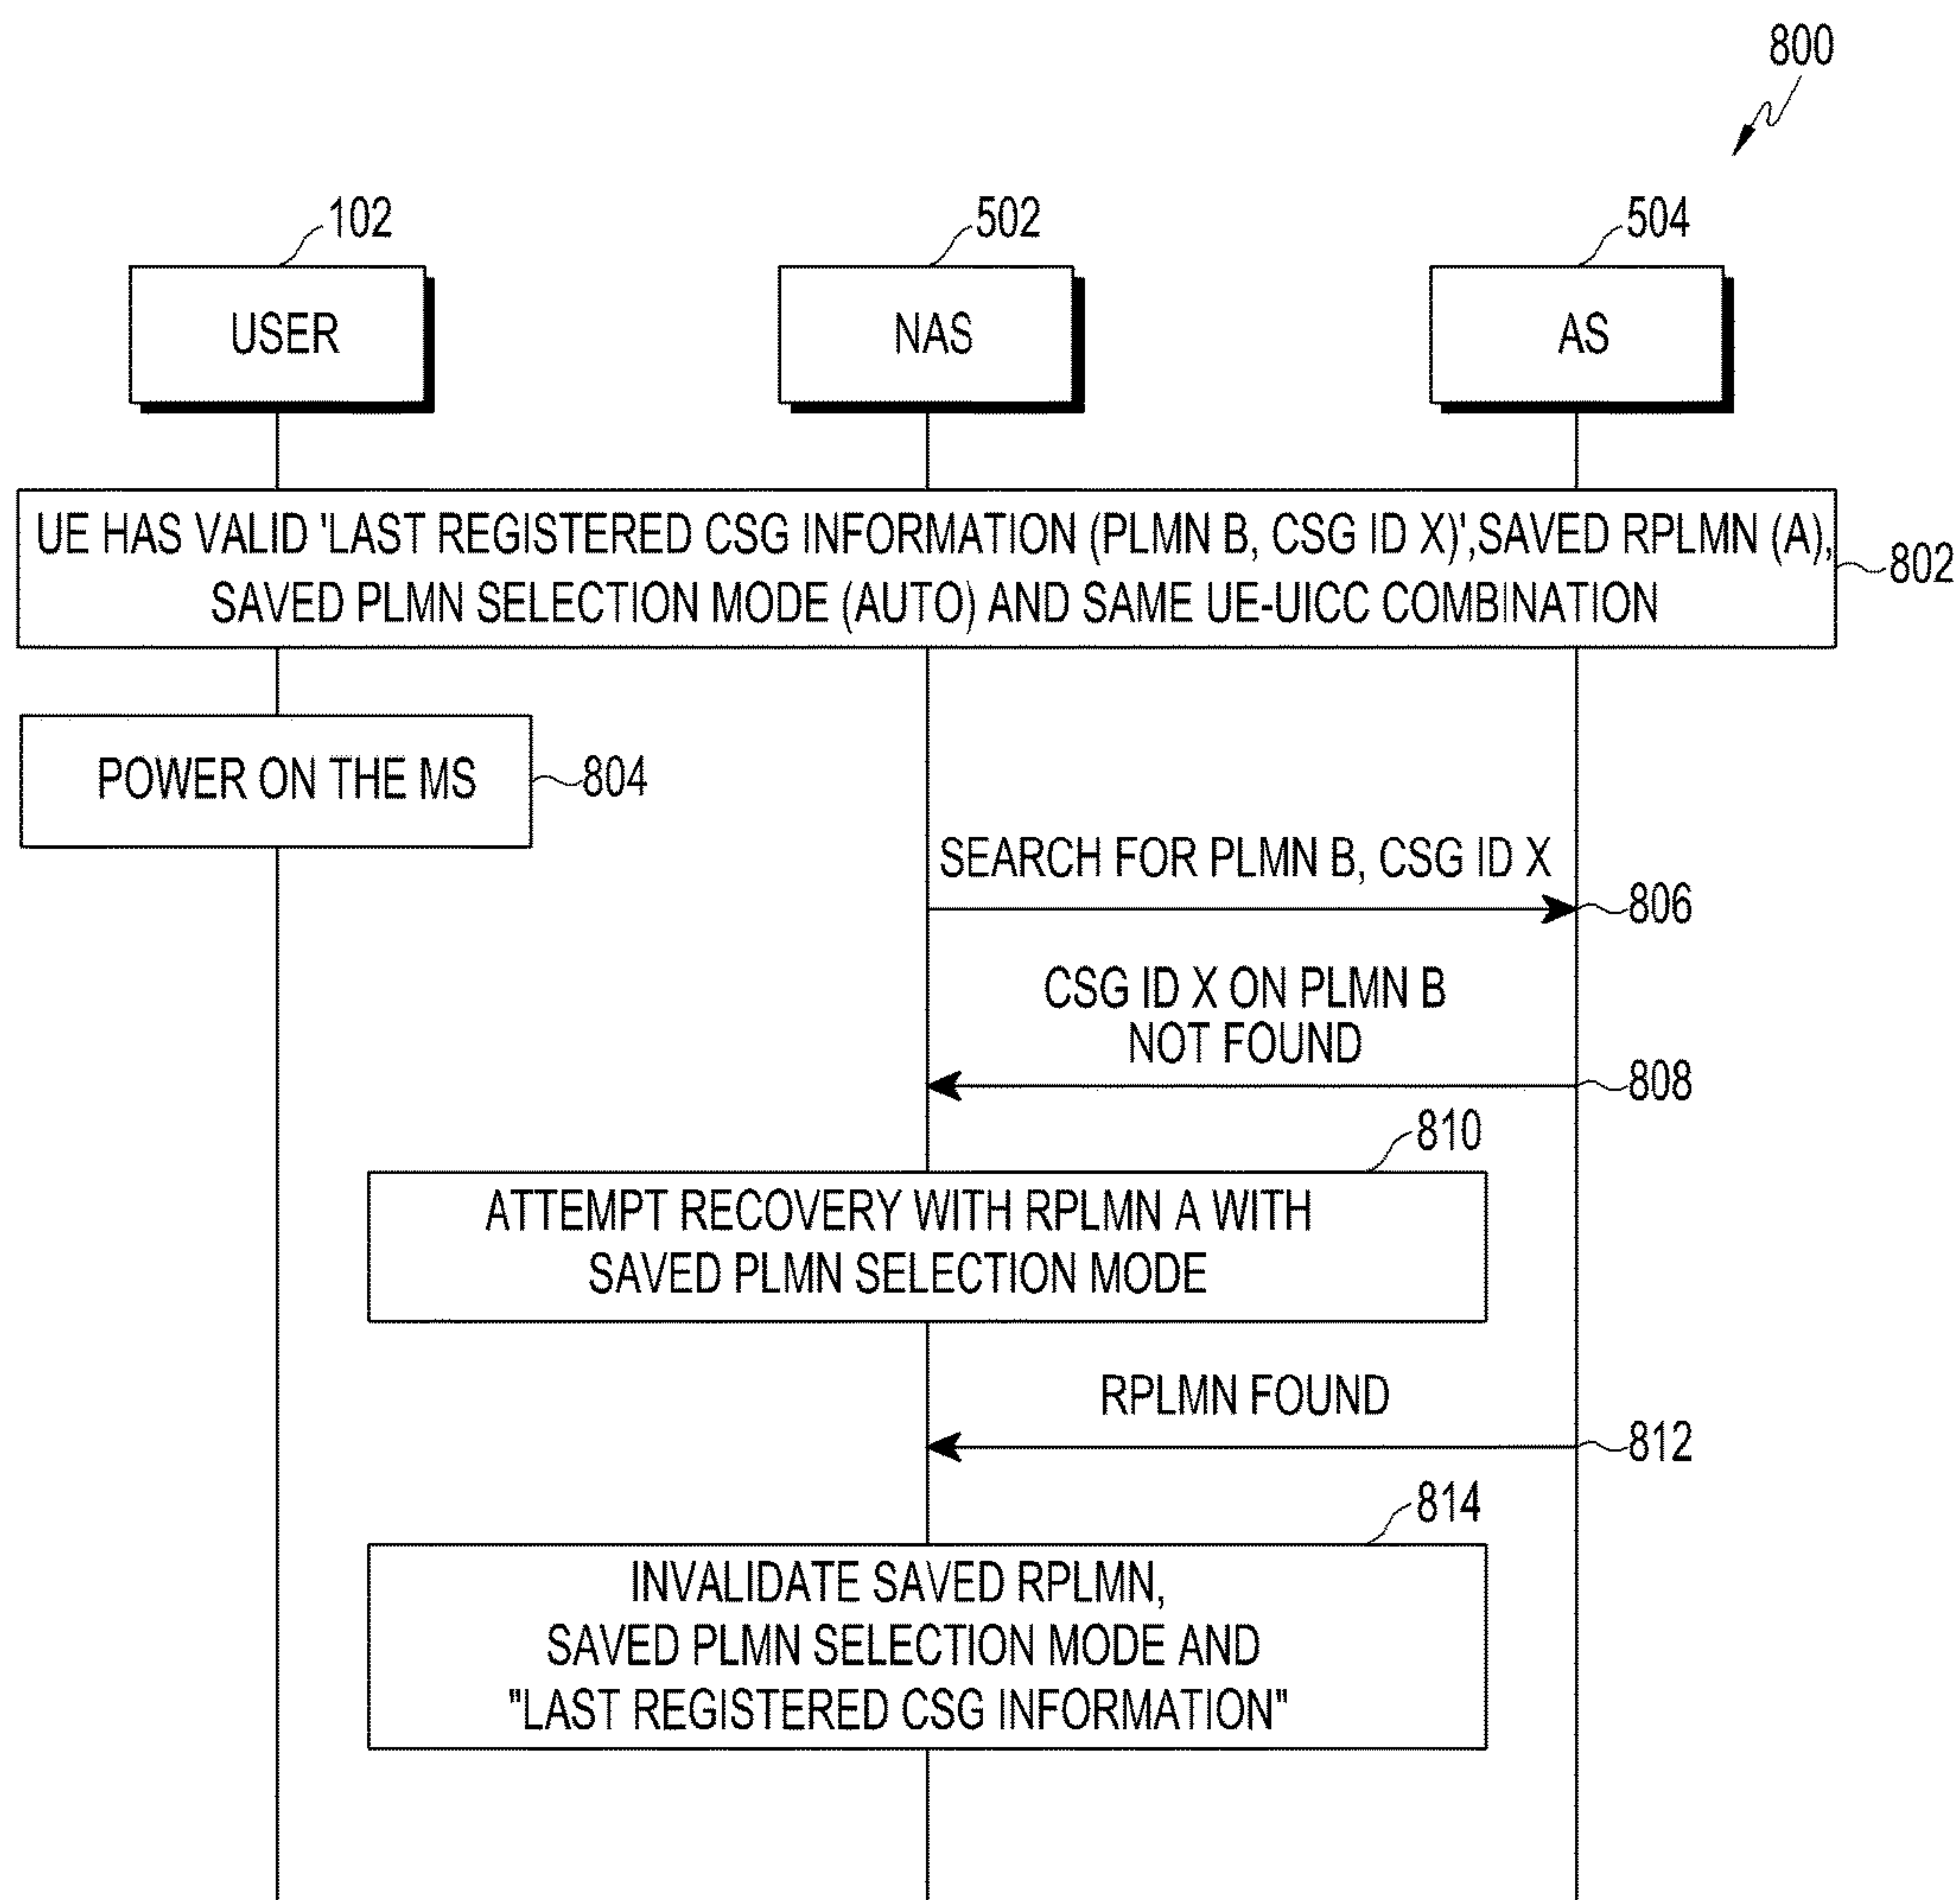 800
102
502
504
USER
NAS
AS
UE HAS VALID 'LAST REGISTERED CSG INFORMATION (PLMN B, CSG ID X)',SAVED RPLMN (A),
SAVED PLMN SELECTION MODE (AUTO) AND SAME UE-UICC COMBINATION
802
POWER ON THE MS
804
SEARCH FOR PLMN B, CSG ID X
806
CSG ID X ON PLMN B
NOT FOUND
808
810
ATTEMPT RECOVERY WITH RPLMN A WITH
SAVED PLMN SELECTION MODE
RPLMN FOUND
812
814
INVALIDATE SAVED RPLMN,
SAVED PLMN SELECTION MODE AND
"LAST REGISTERED CSG INFORMATION"